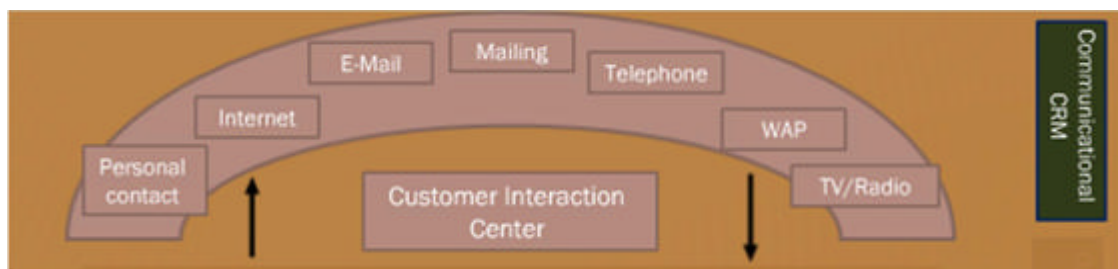 Mailing
E-Mail
Telephone
Internet
WAP
Personal
contact
TV/Radio
Customer Interaction
Center
Communicational
CRM